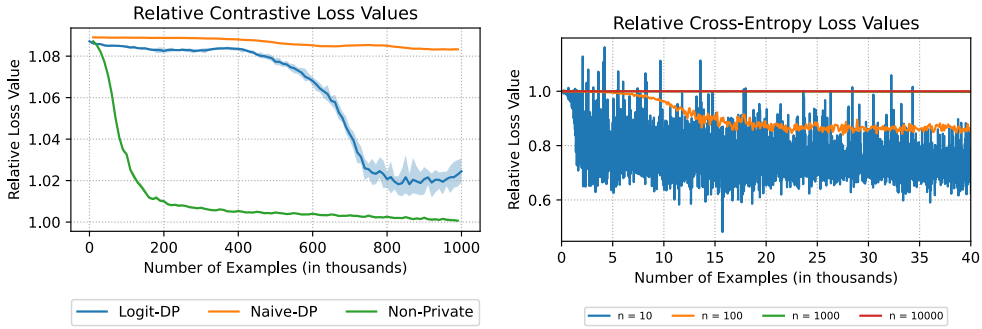 Relative Contrastive Loss Values
Relative Loss Value
1.08
1.06
1.04
1.02
1.00
0
200
400
600
800
1000
Number of Examples (in thousands)
Logit-DP
Naive-DP
Non-Private
Relative Cross-Entropy Loss Values
Relative Loss Value
1.0
0.8
0.6
0
5
10
15
20
25
30
35
40
Number of Examples (in thousands)
n = 10
n = 100
n = 1000
n = 10000